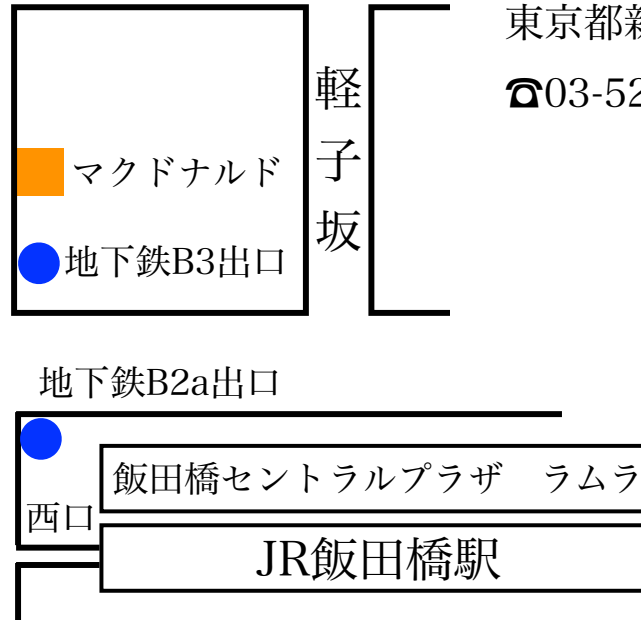 東京都
☎03-52
軽子坂
マクドナルド
地下鉄B3出口
地下鉄B2a出口
飯田橋セントラルプラザ　ラムラ
西口
JR飯田橋駅